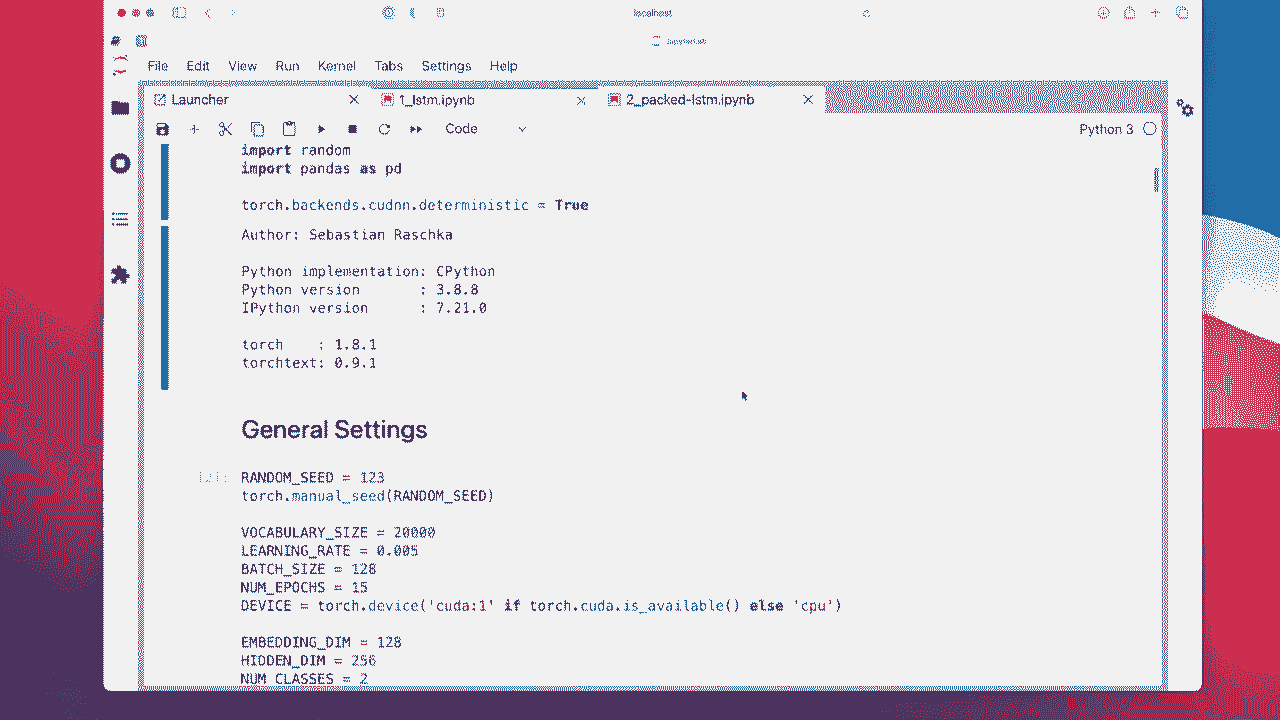 localhost
JupyterLab
File Edit View Run Kernel Tabs Settings Help
Launcher 1_lstm.ipynb 2_packed-lstm.ipynb
Code Python 3
import random
import pandas as pd
torch.backends.cudnn.deterministic = True
Author: Sebastian Raschka
Python implementation: CPython
Python version : 3.8.8
IPython version : 7.21.0
torch : 1.8.1
torchtext: 0.9.1
General Settings
RANDOM_SEED = 123
torch.manual_seed(RANDOM_SEED)
VOCABULARY_SIZE = 20000
LEARNING_RATE = 0.005
BATCH_SIZE = 128
NUM_EPOCHS = 15
DEVICE = torch.device('cuda:1' if torch.cuda.is_available() else 'cpu')
EMBEDDING_DIM = 128
HIDDEN_DIM = 256
NUM_CLASSES = 2